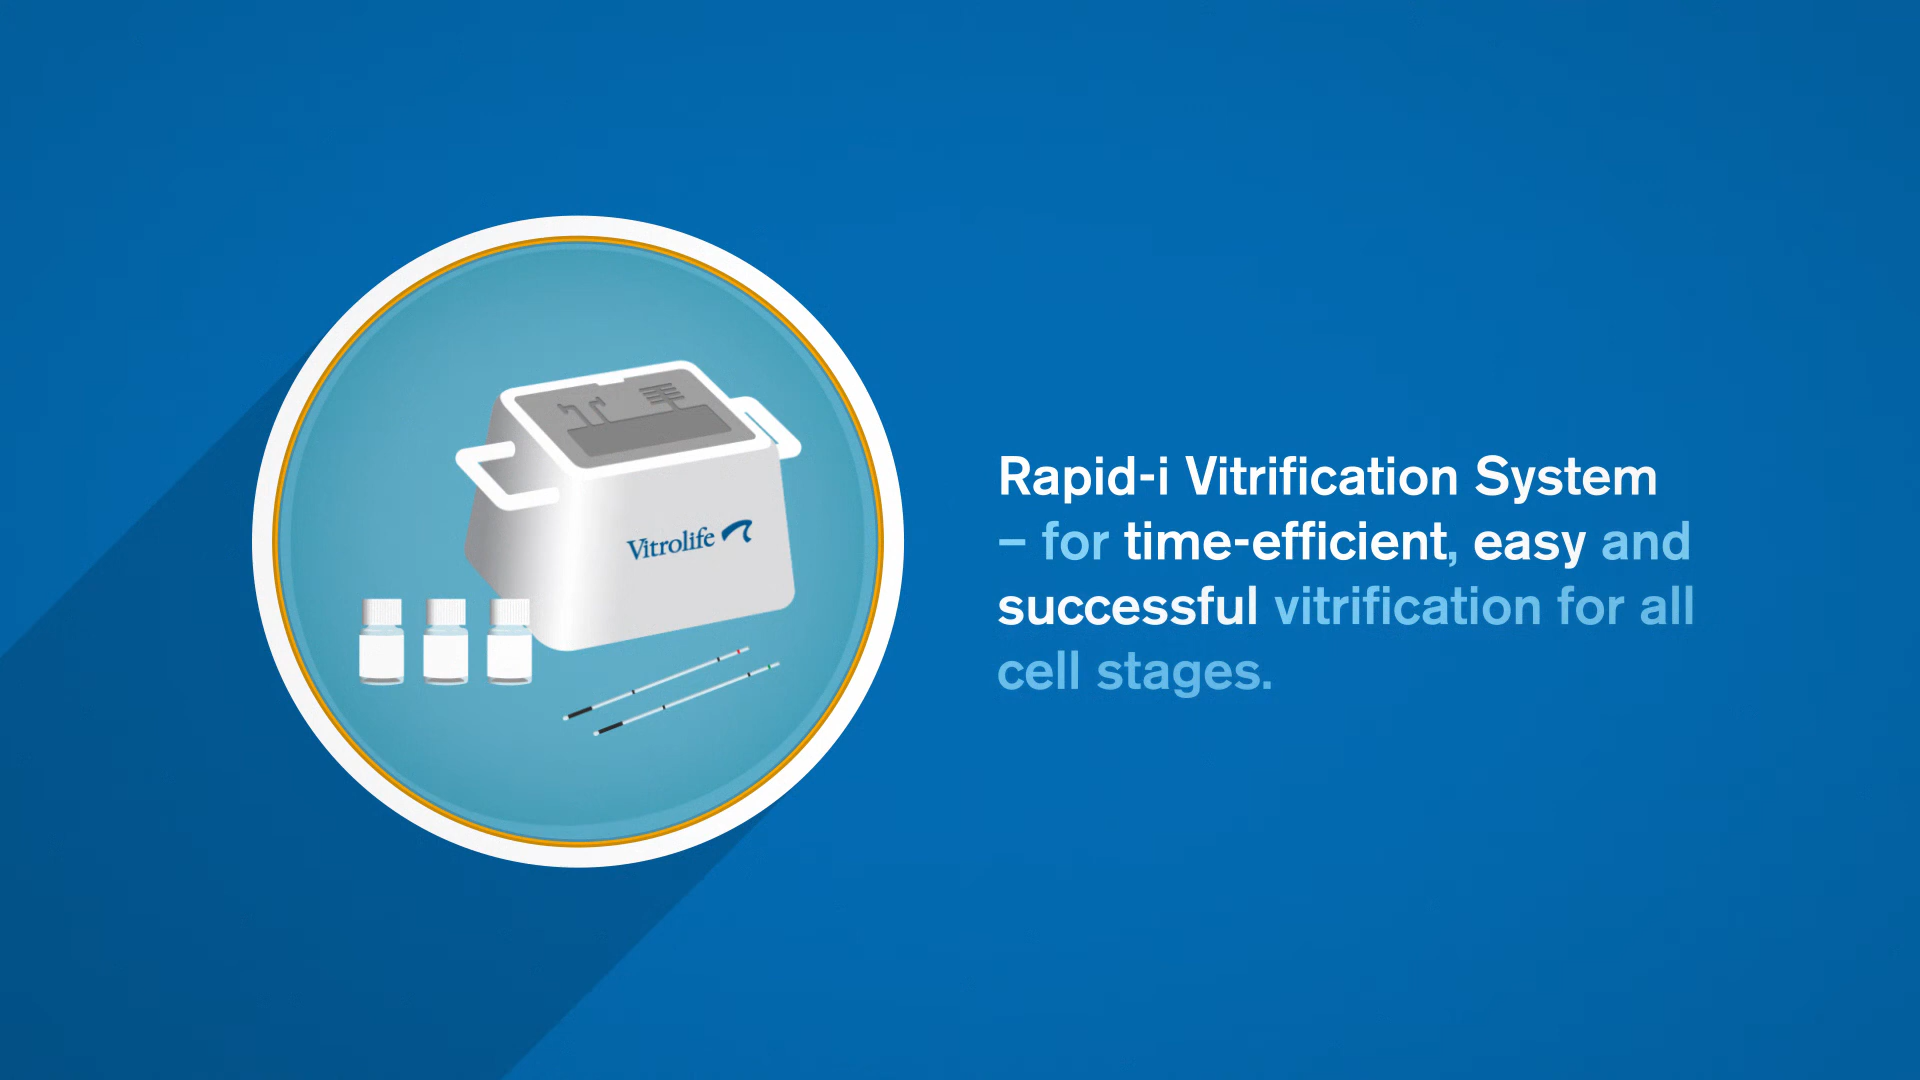 Vitrolife
Rapid-i Vitrification System
– for time-efficient, easy and
successful vitrification for all
cell stages.